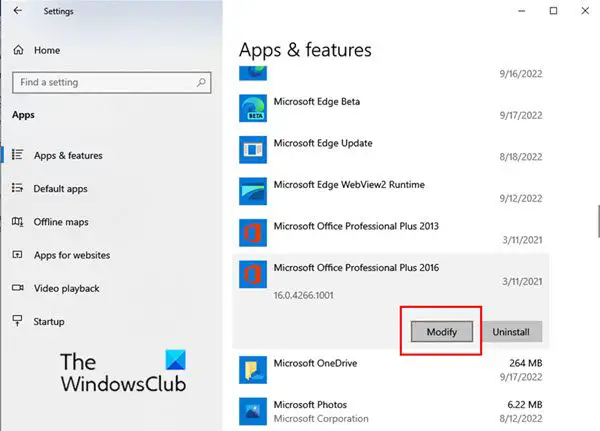 Settings
Home
Find a setting
Apps
Apps & features
Default apps
Offline maps
Apps for websites
Video playback
Startup
The
WindowsClub
Apps & features
9/16/2022
BETA
Microsoft Edge Beta
9/17/2022
Microsoft Edge Update
8/18/2022
Microsoft Edge WebView2 Runtime
9/12/2022
Microsoft Office Professional Plus 2013
3/11/2021
Microsoft Office Professional Plus 2016
16.0.4266.1001
3/11/2021
Modify
Uninstall
Microsoft OneDrive
264 MB
9/17/2022
Microsoft Photos
6.22 MB
Microsoft Corporation
8/12/2022